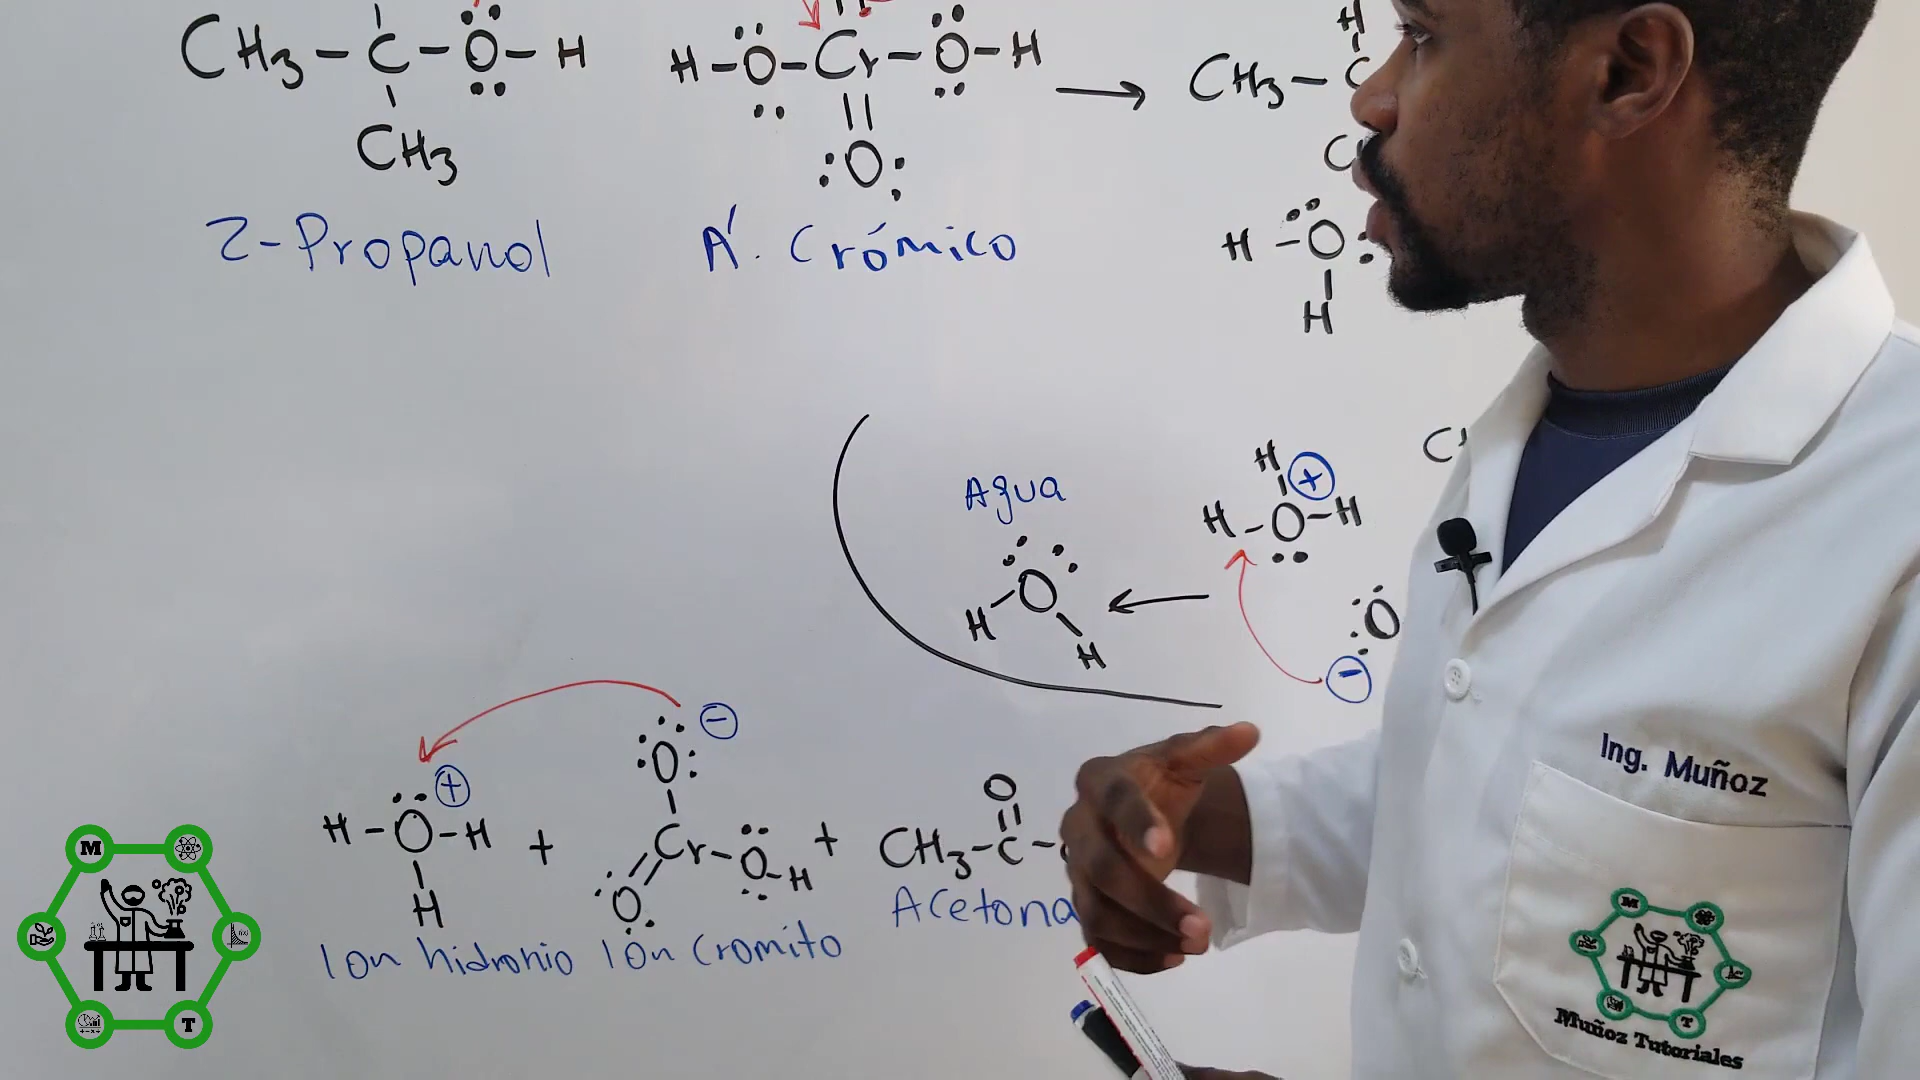 CH3 - C - O - H
CH3
2-Propanol
H - O - Cr - O - H
O
A. Crómico
CH3 - C
H
H - O
H
Agua
O
H H
H
H - O - H
+
O
-
H - O - H
H
+
+
Ion hidronio
O
-
Cr - O
H
O
Ion Cromito
+
O
CH3 - C -
Acetona
Ing. Muñoz
M
T
M
T
Muñoz Tutoriales